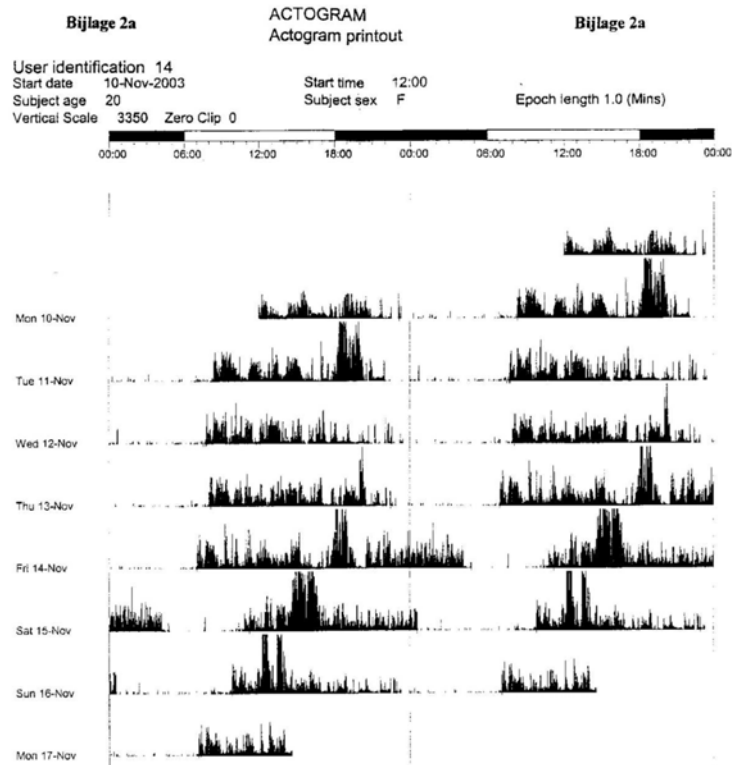 Bijlage 2a ACTOGRAM Bijlage 2a
Actogram printout
User identification 14
Start date 10-Nov-2003 Start time 12:00
Subject age 20 Subject sex F Epoch length 1.0 (Mins)
Vertical Scale 3350 Zero Clip 0
00:00 06:00 12:00 18:00 00:00 06:00 12:00 18:00 00:00
Mon 10-Nov
Tue 11-Nov
Wed 12-Nov
Thu 13-Nov
Fri 14-Nov
Sat 15-Nov
Sun 16-Nov
Mon 17-Nov